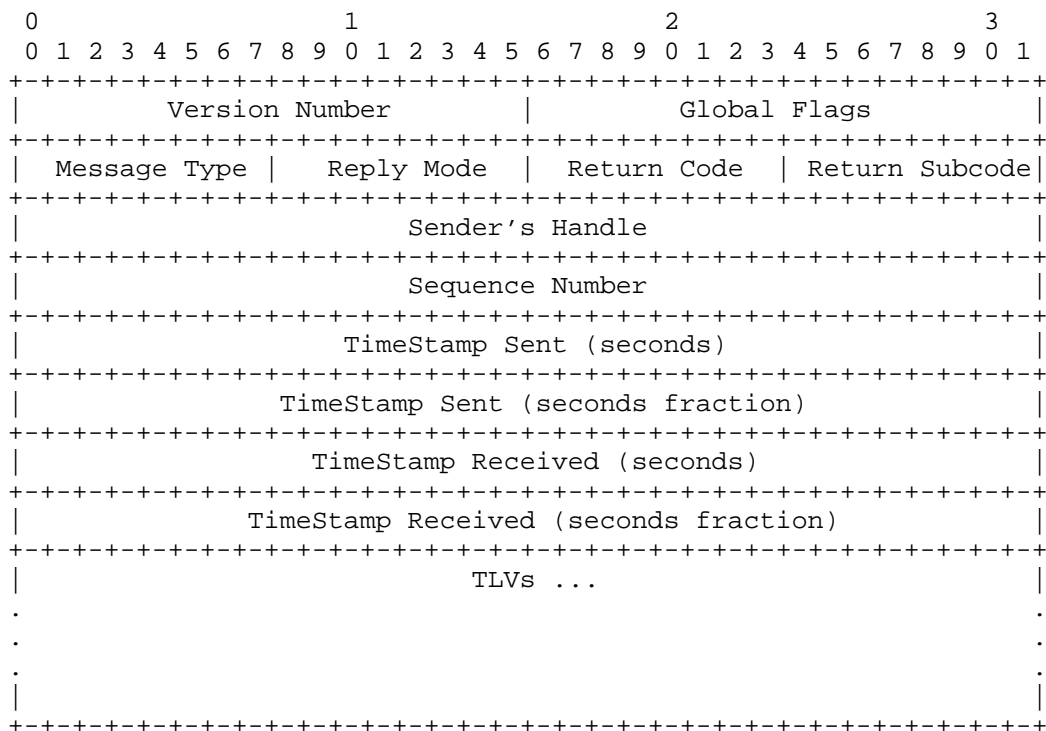 0                   1                   2                   3
 0 1 2 3 4 5 6 7 8 9 0 1 2 3 4 5 6 7 8 9 0 1 2 3 4 5 6 7 8 9 0 1
+-+-+-+-+-+-+-+-+-+-+-+-+-+-+-+-+-+-+-+-+-+-+-+-+-+-+-+-+-+-+-+-+
|         Version Number        |         Global Flags          |
+-+-+-+-+-+-+-+-+-+-+-+-+-+-+-+-+-+-+-+-+-+-+-+-+-+-+-+-+-+-+-+-+
|  Message Type |   Reply Mode  |  Return Code  | Return Subcode|
+-+-+-+-+-+-+-+-+-+-+-+-+-+-+-+-+-+-+-+-+-+-+-+-+-+-+-+-+-+-+-+-+
|                        Sender's Handle                        |
+-+-+-+-+-+-+-+-+-+-+-+-+-+-+-+-+-+-+-+-+-+-+-+-+-+-+-+-+-+-+-+-+
|                        Sequence Number                        |
+-+-+-+-+-+-+-+-+-+-+-+-+-+-+-+-+-+-+-+-+-+-+-+-+-+-+-+-+-+-+-+-+
|                    TimeStamp Sent (seconds)                   |
+-+-+-+-+-+-+-+-+-+-+-+-+-+-+-+-+-+-+-+-+-+-+-+-+-+-+-+-+-+-+-+-+
|                TimeStamp Sent (seconds fraction)              |
+-+-+-+-+-+-+-+-+-+-+-+-+-+-+-+-+-+-+-+-+-+-+-+-+-+-+-+-+-+-+-+-+
|                  TimeStamp Received (seconds)                 |
+-+-+-+-+-+-+-+-+-+-+-+-+-+-+-+-+-+-+-+-+-+-+-+-+-+-+-+-+-+-+-+-+
|              TimeStamp Received (seconds fraction)            |
+-+-+-+-+-+-+-+-+-+-+-+-+-+-+-+-+-+-+-+-+-+-+-+-+-+-+-+-+-+-+-+-+
|                            TLVs ...                           |
.                                                               .
.                                                               .
.                                                               .
|                                                               |
+-+-+-+-+-+-+-+-+-+-+-+-+-+-+-+-+-+-+-+-+-+-+-+-+-+-+-+-+-+-+-+-+